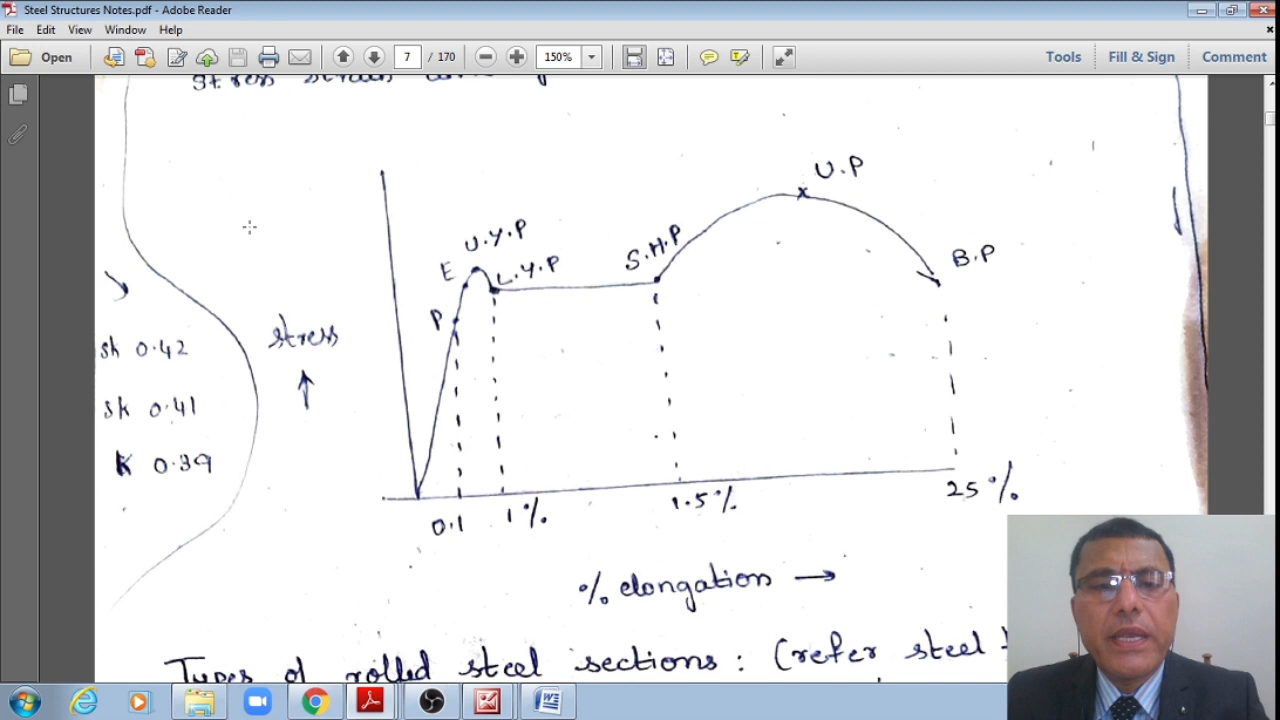 Steel Structures Notes.pdf - Adobe Reader
File Edit View Window Help
Open
7 / 170
150%
Tools Fill & Sign Comment
Stress strain
U.P
U.Y.P
E
L.Y.P
S.H.P
B.P
P
stress
sk 0.42
sk 0.41
K 0.39
0.1
1%
1.5%
25%
% elongation →
Types of rolled steel sections: (refer steel